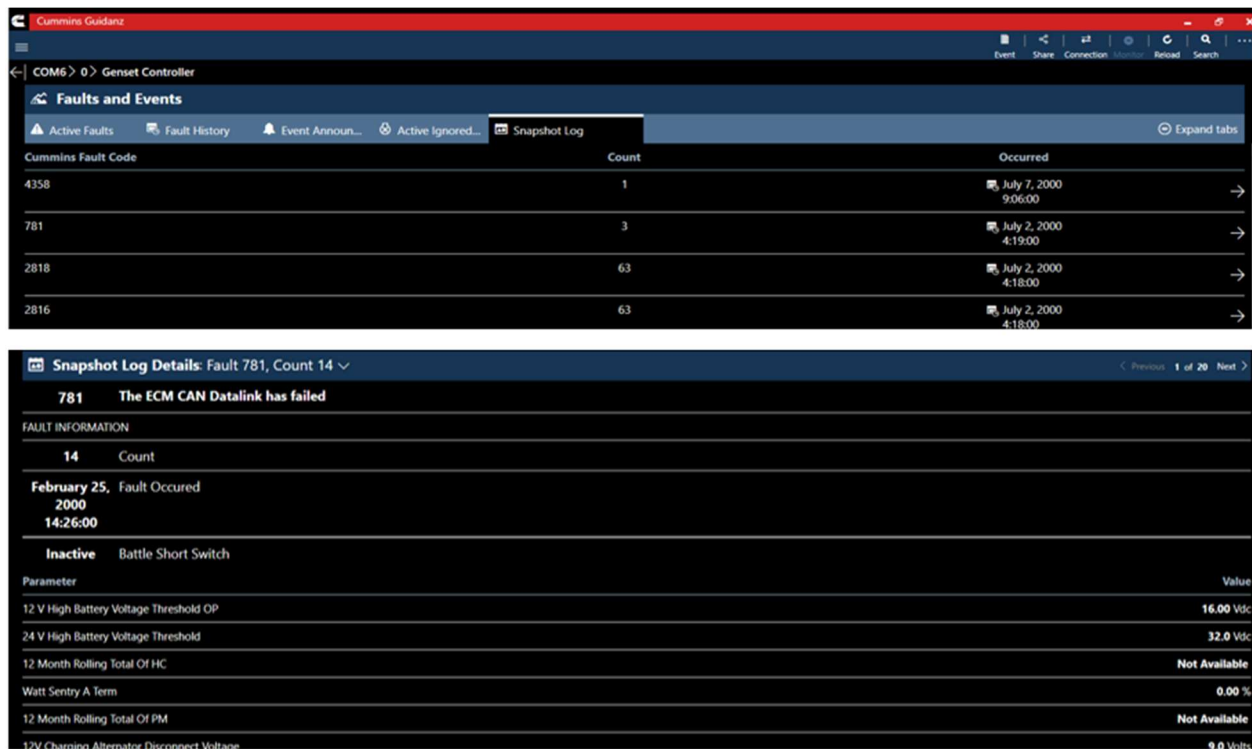 Cummins Guidanz
Event Share Connection Monitor Reload Search
COM6 > 0 > Genset Controller
Faults and Events
Active Faults Fault History Event Announ... Active Ignored... Snapshot Log Expand tabs
Cummins Fault Code Count Occurred
4358 1 July 7, 2000
9:06:00
781 3 July 2, 2000
4:19:00
2818 63 July 2, 2000
4:18:00
2816 63 July 2, 2000
4:18:00
Snapshot Log Details: Fault 781, Count 14 < Previous 1 of 20 Next >
781 The ECM CAN Datalink has failed
FAULT INFORMATION
14 Count
February 25, Fault Occured
2000
14:26:00
Inactive Battle Short Switch
Parameter Value
12 V High Battery Voltage Threshold OP 16.00 Vdc
24 V High Battery Voltage Threshold 32.0 Vdc
12 Month Rolling Total Of HC Not Available
Watt Sentry A Term 0.00 %
12 Month Rolling Total Of PM Not Available
12V Charging Alternator Disconnect Voltage 9.0 Volts